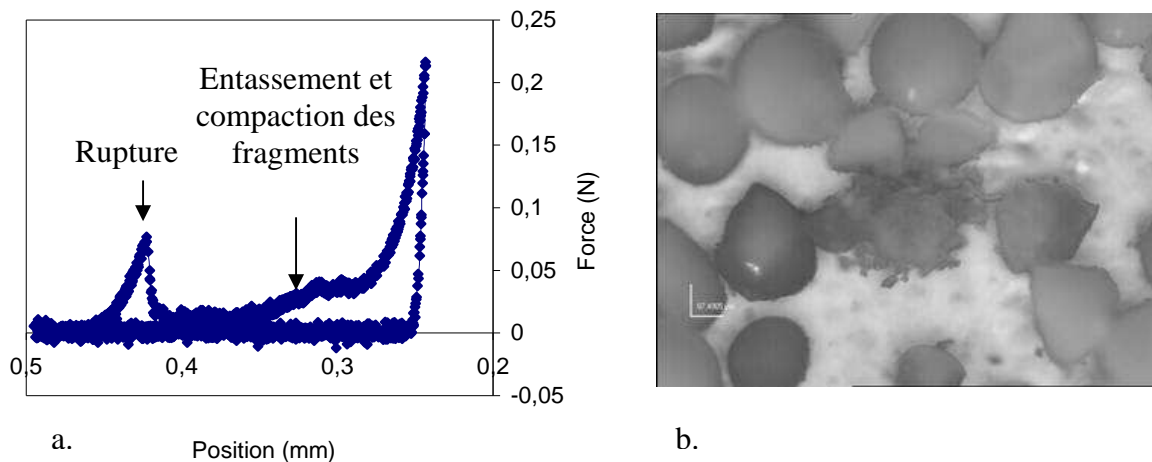 0,25
0,2
0,15
0,1
0,05
0
-0,05
Force (N)
Entassement et
compaction des
fragments
Rupture
0,5
0,4
0,3
0,2
Position (mm)
a.
b.